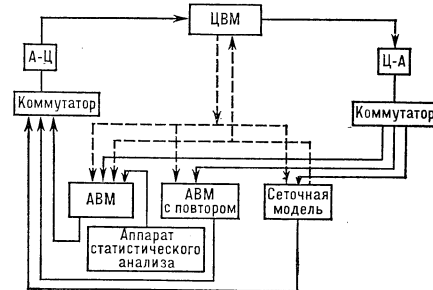 ЦВМ
А-Ц
Ц-А
Коммутатор
Коммутатор
АВМ
АВМ
с повтором
Сеточная
модель
Аппарат
статистического
анализа